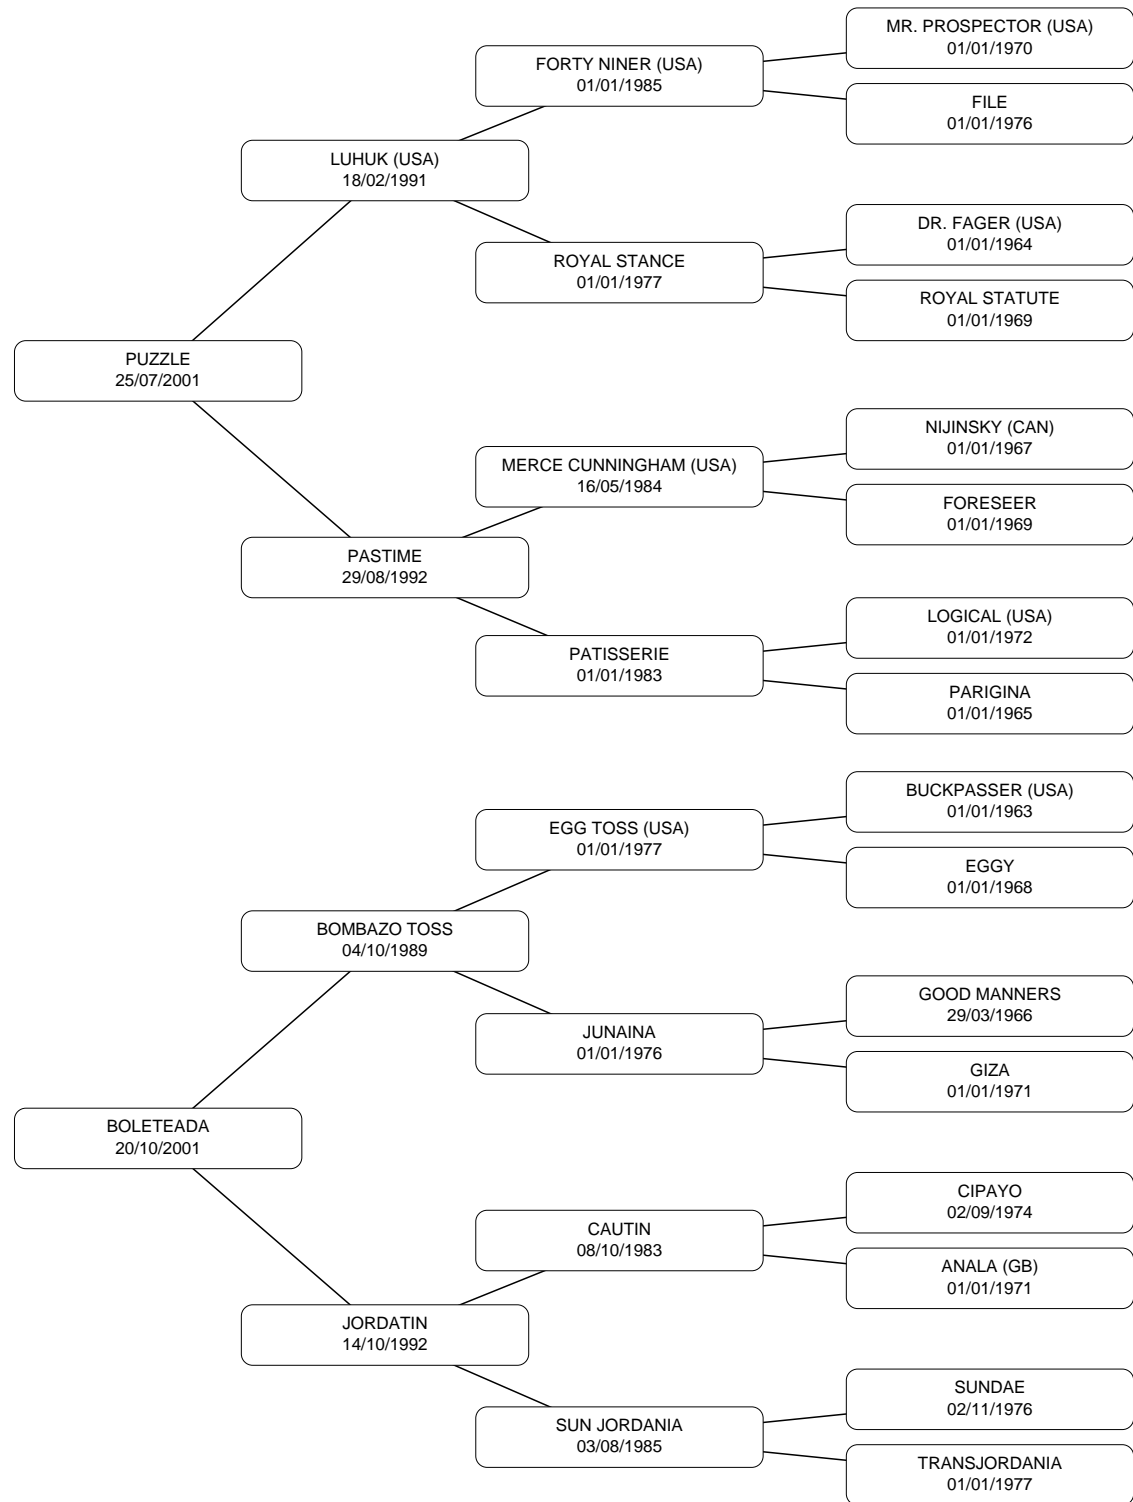 MR. PROSPECTOR (USA)
01/01/1970
FORTY NINER (USA)
01/01/1985
FILE
01/01/1976
LUHUK (USA)
18/02/1991
DR. FAGER (USA)
01/01/1964
ROYAL STANCE
01/01/1977
ROYAL STATUTE
01/01/1969
PUZZLE
25/07/2001
NIJINSKY (CAN)
01/01/1967
MERCE CUNNINGHAM (USA)
16/05/1984
FORESEER
01/01/1969
PASTIME
29/08/1992
LOGICAL (USA)
01/01/1972
PATISSERIE
01/01/1983
PARIGINA
01/01/1965
BUCKPASSER (USA)
01/01/1963
EGG TOSS (USA)
01/01/1977
EGGY
01/01/1968
BOMBAZO TOSS
04/10/1989
GOOD MANNERS
29/03/1966
JUNAINA
01/01/1976
GIZA
01/01/1971
BOLETEADA
20/10/2001
CIPAYO
02/09/1974
CAUTIN
08/10/1983
ANALA (GB)
01/01/1971
JORDATIN
14/10/1992
SUNDAE
02/11/1976
SUN JORDANIA
03/08/1985
TRANSJORDANIA
01/01/1977